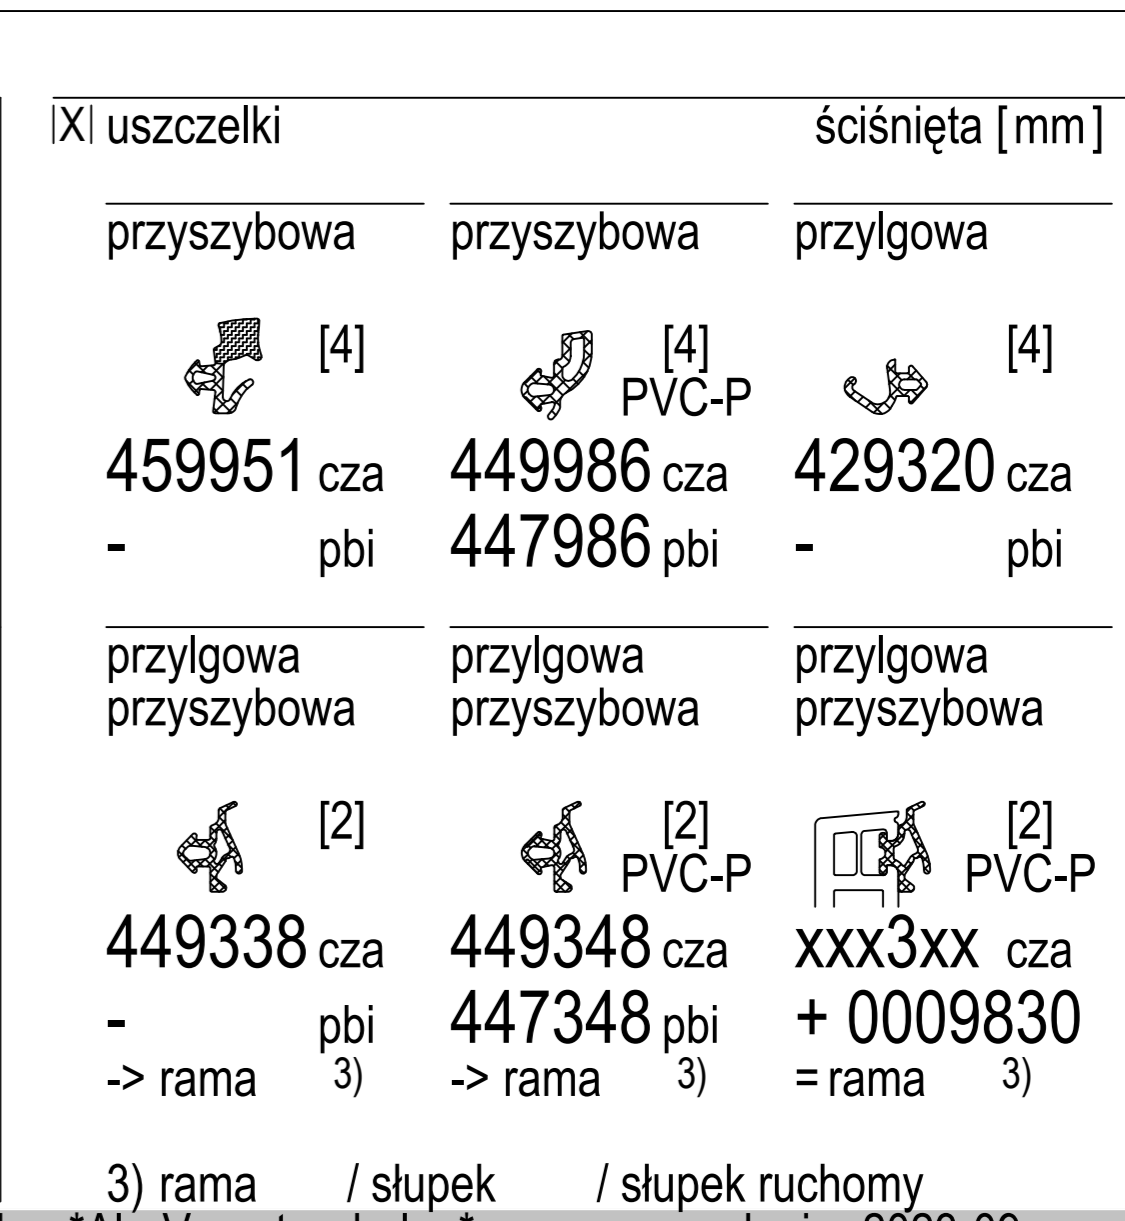 |X| uszczelki ściśnięta [mm]
przyszybowa przyszybowa przylgowa
[4] [4] [4]
PVC-P
459951 cza 449986 cza 429320 cza
- pbi 447986 pbi - pbi
przylgowa przylgowa przylgowa
przyszybowa przyszybowa przyszybowa
[2] [2] [2]
PVC-P PVC-P
449338 cza 449348 cza xxx3xx cza
- pbi 447348 pbi + 0009830
-> rama 3) -> rama 3) = rama 3)
3) rama / słupek / słupek ruchomy